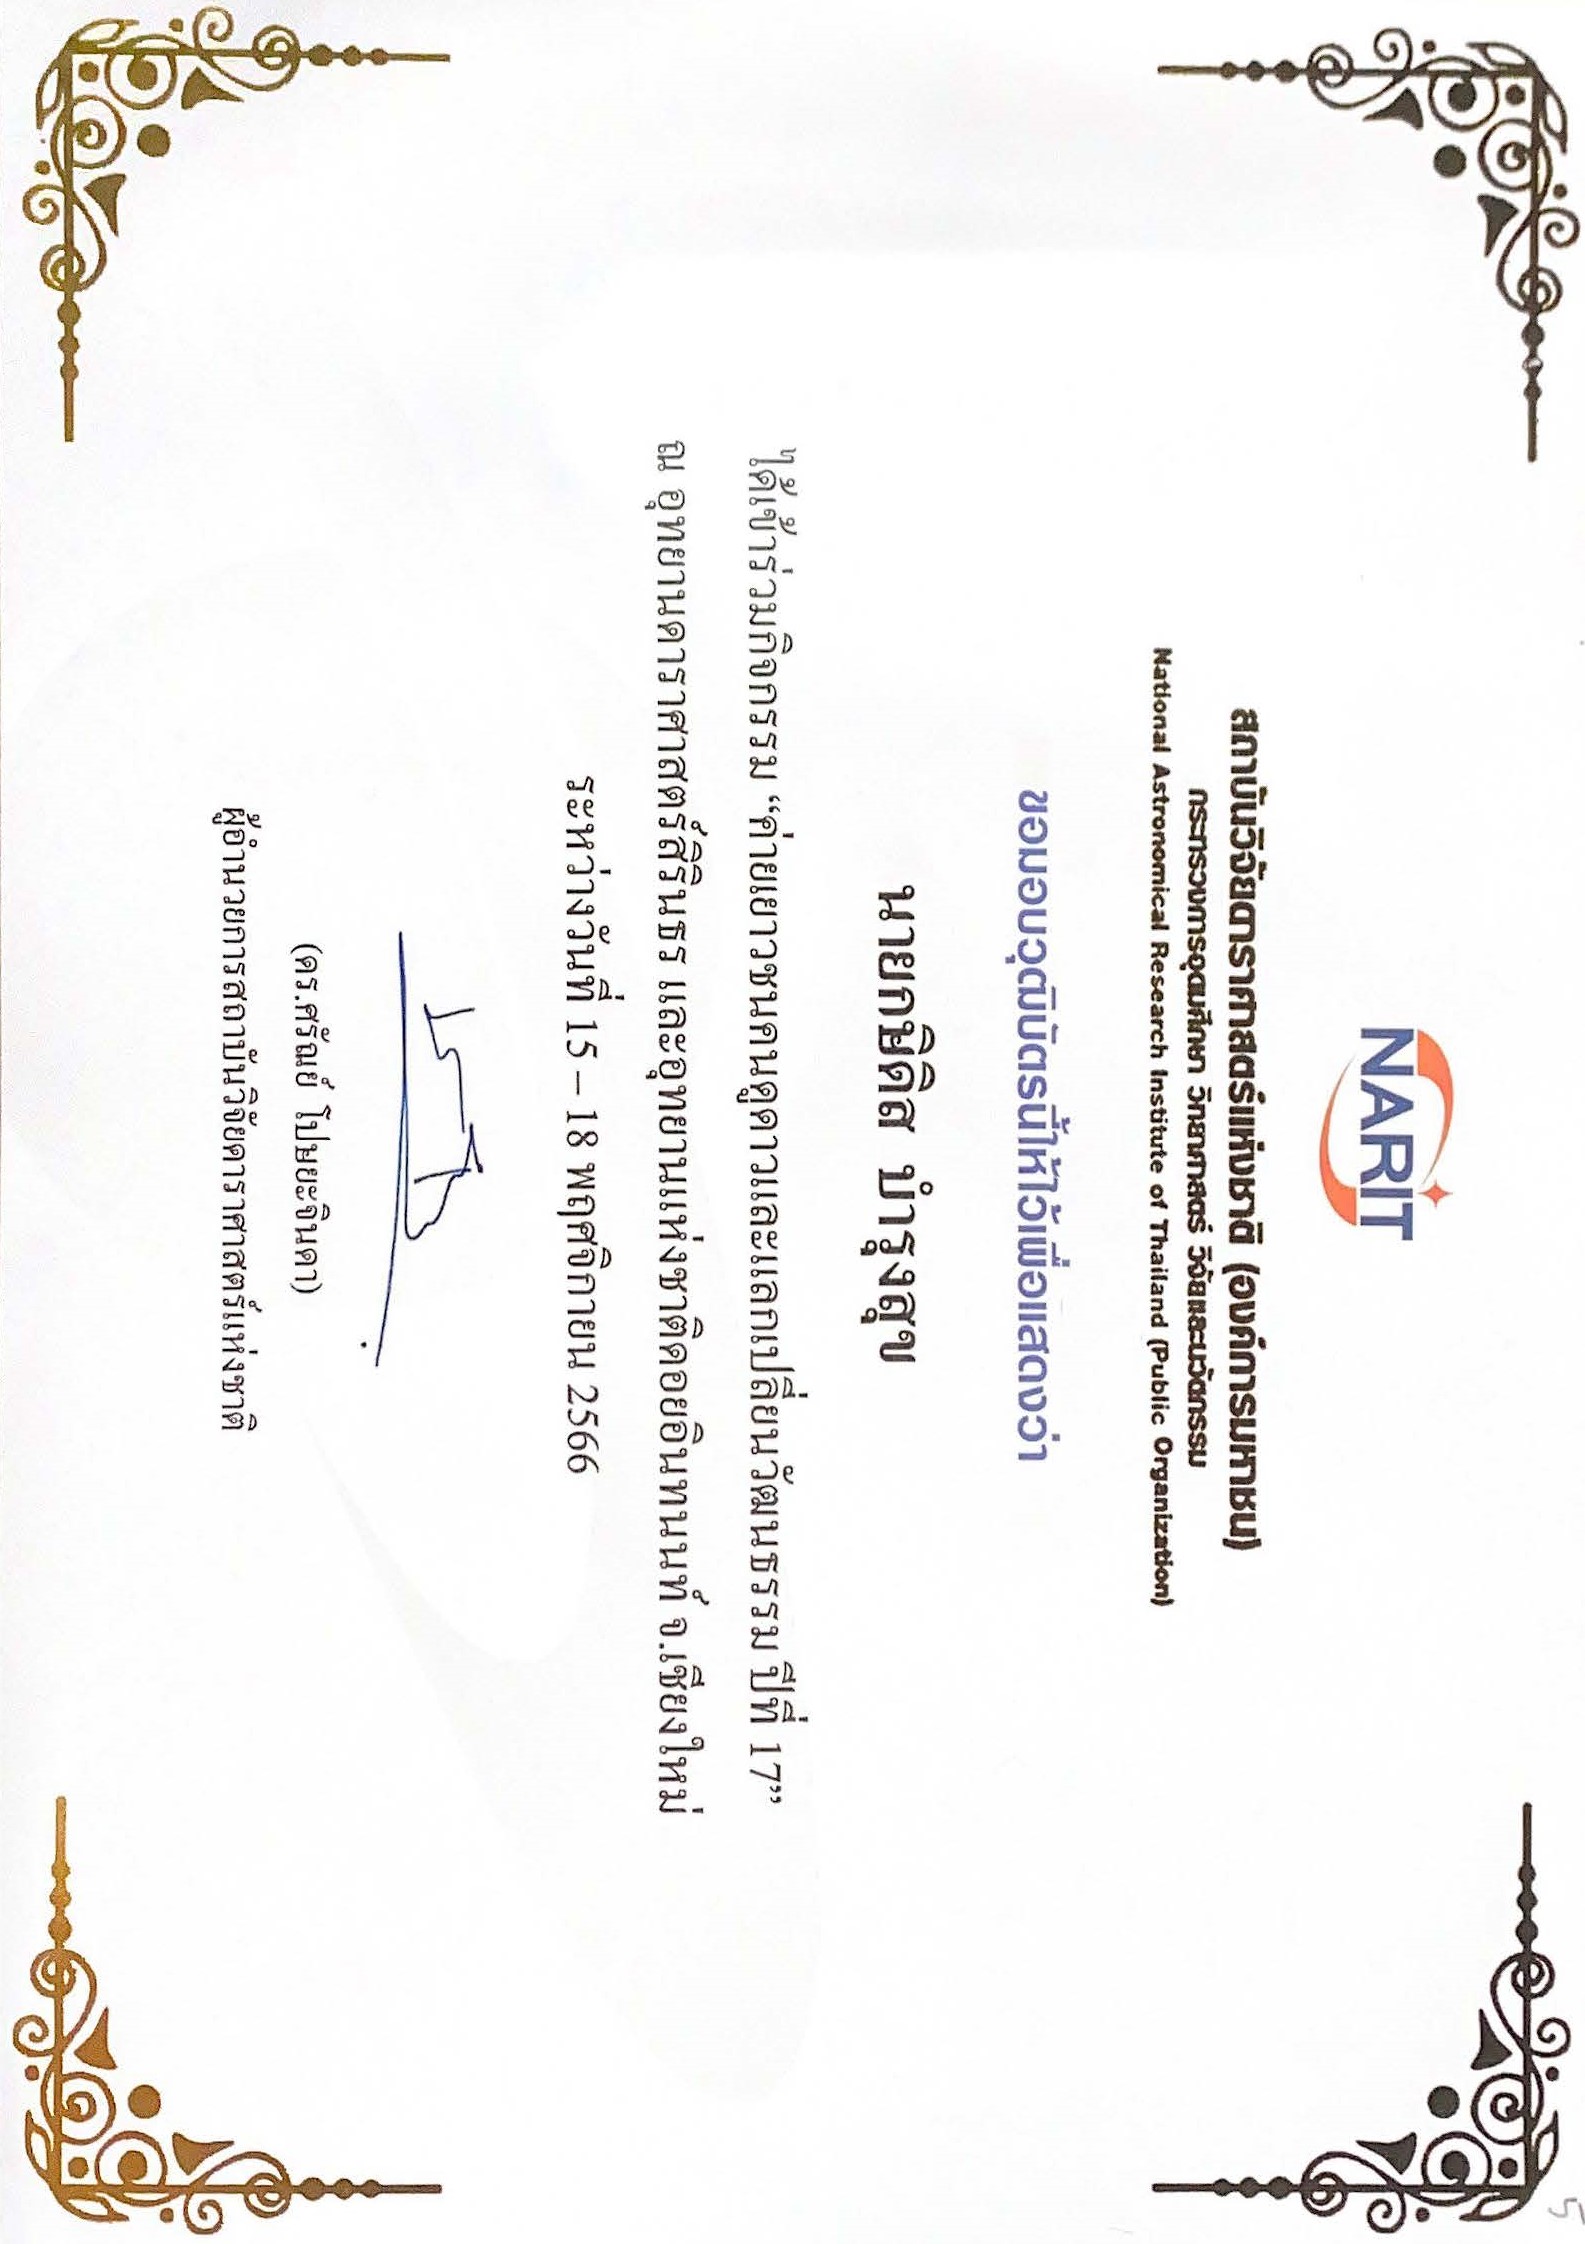 5
NARIT
สถาบันวิจัยดาราศาสตร์แห่งชาติ (องค์การมหาชน)
กระทรวงการอุดมศึกษา วิทยาศาสตร์ วิจัยและนวัตกรรม
National Astronomical Research Institute of Thailand (Public Organization)
ขอมอบวุฒิบัตรนี้ให้ไว้เพื่อแสดงว่า
นายกษิดิส บำรุงสุข
ได้เข้าร่วมกิจกรรม “ค่ายเยาวชนคนดูดาวและแลกเปลี่ยนวัฒนธรรม ปีที่ 17”
ณ อุทยานดาราศาสตร์สิรินธร และอุทยานแห่งชาติดอยอินทนนท์ จ.เชียงใหม่
ระหว่างวันที่ 15 – 18 พฤศจิกายน 2566
(ดร.ศรัณย์ โปษยะจินดา)
ผู้อำนวยการสถาบันวิจัยดาราศาสตร์แห่งชาติ